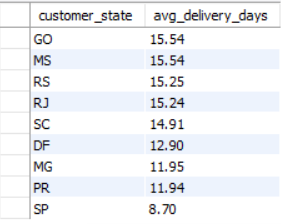 customer_state avg_delivery_days
GO 15.54
MS 15.54
RS 15.25
RJ 15.24
SC 14.91
DF 12.90
MG 11.95
PR 11.94
SP 8.70